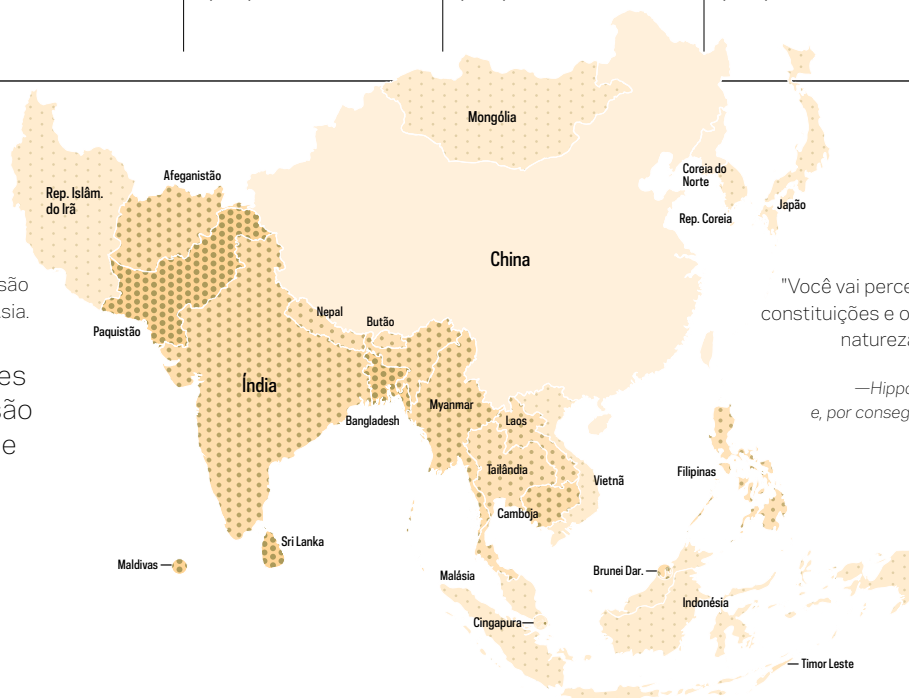 Mongólia
Afeganistão
Rep. Islâm.
do Irã
Coreia do
Norte
Japão
Rep. Coreia
China
são
sia.
"Você vai perce
constituições e o
natureza
Nepal
Butão
Paquistão
es
são
e
Índia
—Hippo
e, por conseg
Myanmar
Bangladesh
Laos
Tailândia
Filipinas
Vietnã
Camboja
Sri Lanka
Maldivas
Malásia
Brunei Dar.
Indonésia
Cingapura
Timor Leste